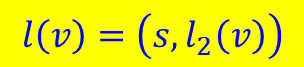 l(v) = (s, l₂(v))